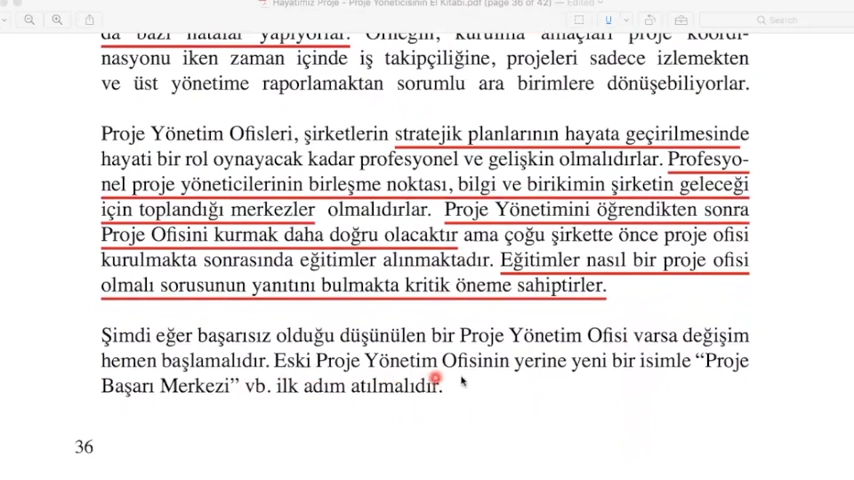 Hayatımız Proje - Proje Yöneticisinin El Kitabı.pdf (page 36 of 42) — Edited
Search
da bazı hatalar yapıyorlar. Örneğin, kurulma amaçları proje koordi-
nasyonu iken zaman içinde iş takipçiliğine, projeleri sadece izlemekten
ve üst yönetime raporlamaktan sorumlu ara birimlere dönüşebiliyorlar.
Proje Yönetim Ofisleri, şirketlerin stratejik planlarının hayata geçirilmesinde
hayati bir rol oynayacak kadar profesyonel ve gelişkin olmalıdırlar. Profesyo-
nel proje yöneticilerinin birleşme noktası, bilgi ve birikimin şirketin geleceği
için toplandığı merkezler olmalıdırlar. Proje Yönetimini öğrendikten sonra
Proje Ofisini kurmak daha doğru olacaktır ama çoğu şirkette önce proje ofisi
kurulmakta sonrasında eğitimler alınmaktadır. Eğitimler nasıl bir proje ofisi
olmalı sorusunun yanıtını bulmakta kritik öneme sahiptirler.
Şimdi eğer başarısız olduğu düşünülen bir Proje Yönetim Ofisi varsa değişim
hemen başlamalıdır. Eski Proje Yönetim Ofisinin yerine yeni bir isimle “Proje
Başarı Merkezi” vb. ilk adım atılmalıdır.
36